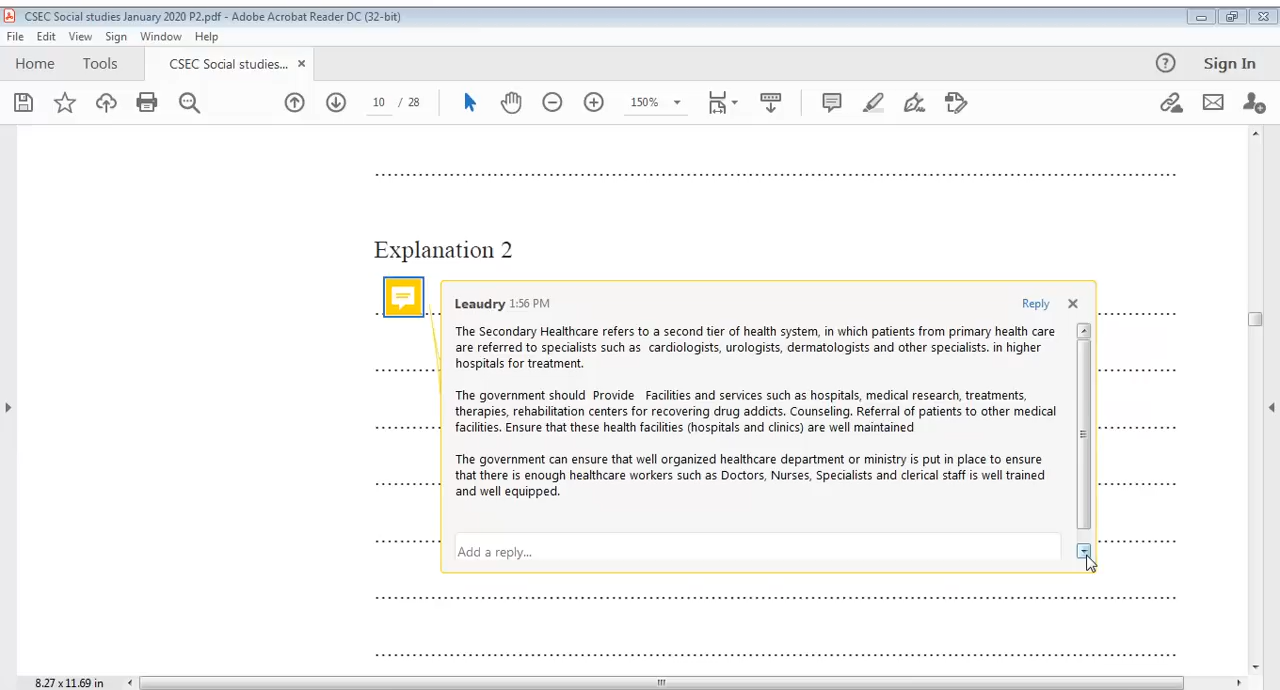 CSEC Social studies January 2020 P2.pdf - Adobe Acrobat Reader DC (32-bit)
File Edit View Sign Window Help
Home Tools CSEC Social studies... × ? Sign In
10 / 28 150%
Explanation 2
Leaudry 1:56 PM Reply
The Secondary Healthcare refers to a second tier of health system, in which patients from primary health care
are referred to specialists such as cardiologists, urologists, dermatologists and other specialists. in higher
hospitals for treatment.
The government should Provide Facilities and services such as hospitals, medical research, treatments,
therapies, rehabilitation centers for recovering drug addicts. Counseling. Referral of patients to other medical
facilities. Ensure that these health facilities (hospitals and clinics) are well maintained
The government can ensure that well organized healthcare department or ministry is put in place to ensure
that there is enough healthcare workers such as Doctors, Nurses, Specialists and clerical staff is well trained
and well equipped.
Add a reply...
8.27 x 11.69 in